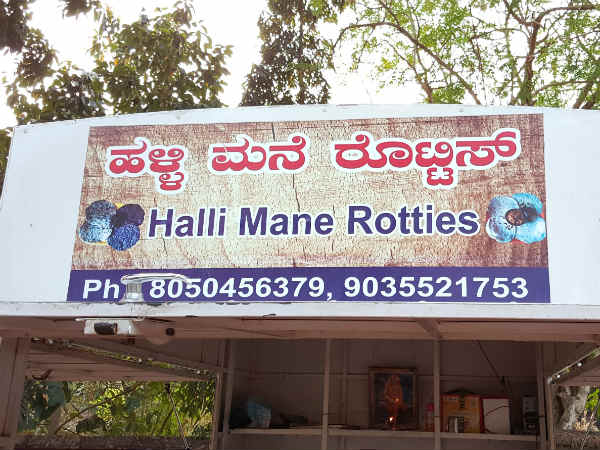 ಹಳ್ಳಿ ಮನೆ ರೊಟ್ಟಿಸ್
Halli Mane Rotties
Ph : 8050456379, 9035521753